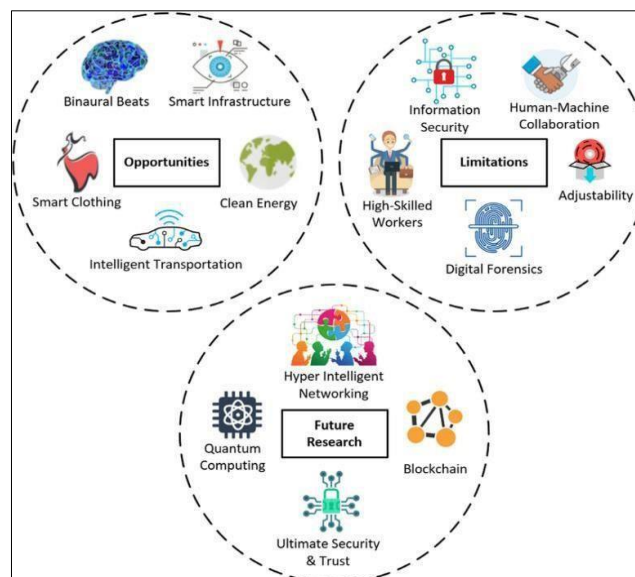 Binaural Beats
Smart Infrastructure
Opportunities
Smart Clothing
Clean Energy
Intelligent Transportation
Information
Security
Human-Machine
Collaboration
Limitations
High-Skilled
Workers
Adjustability
Digital Forensics
Hyper Intelligent
Networking
Future
Research
Quantum
Computing
Blockchain
Ultimate Security
& Trust